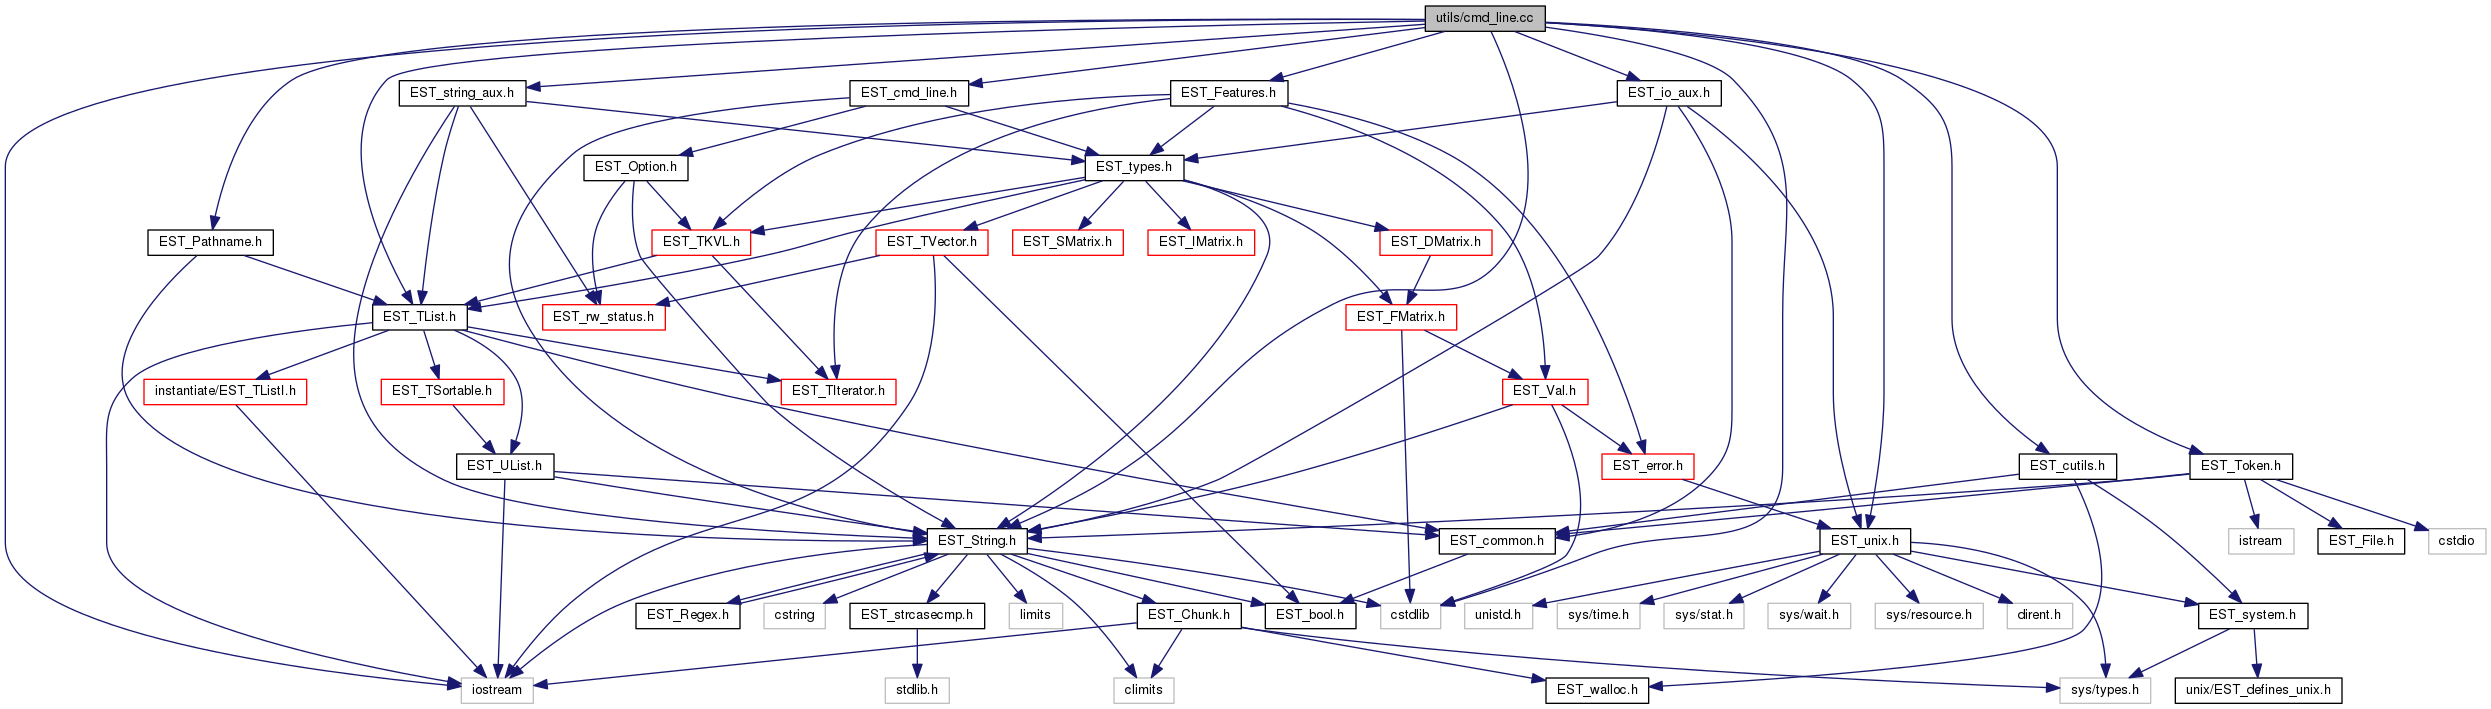 utils/cmd_line.cc
EST_string_aux.h
EST_cmd_line.h
EST_Features.h
EST_io_aux.h
EST_Option.h
EST_types.h
EST_Pathname.h
EST_TKVL.h
EST_TVector.h
EST_SMatrix.h
EST_IMatrix.h
EST_DMatrix.h
EST_TList.h
EST_rw_status.h
EST_FMatrix.h
instantiate/EST_TListI.h
EST_TSortable.h
EST_TIterator.h
EST_Val.h
EST_UList.h
EST_error.h
EST_cutils.h
EST_Token.h
EST_String.h
EST_common.h
EST_unix.h
istream
EST_File.h
cstdio
EST_Regex.h
cstring
EST_strcasecmp.h
limits
EST_Chunk.h
EST_bool.h
cstdlib
unistd.h
sys/time.h
sys/stat.h
sys/wait.h
sys/resource.h
dirent.h
EST_system.h
iostream
stdlib.h
climits
EST_walloc.h
sys/types.h
unix/EST_defines_unix.h